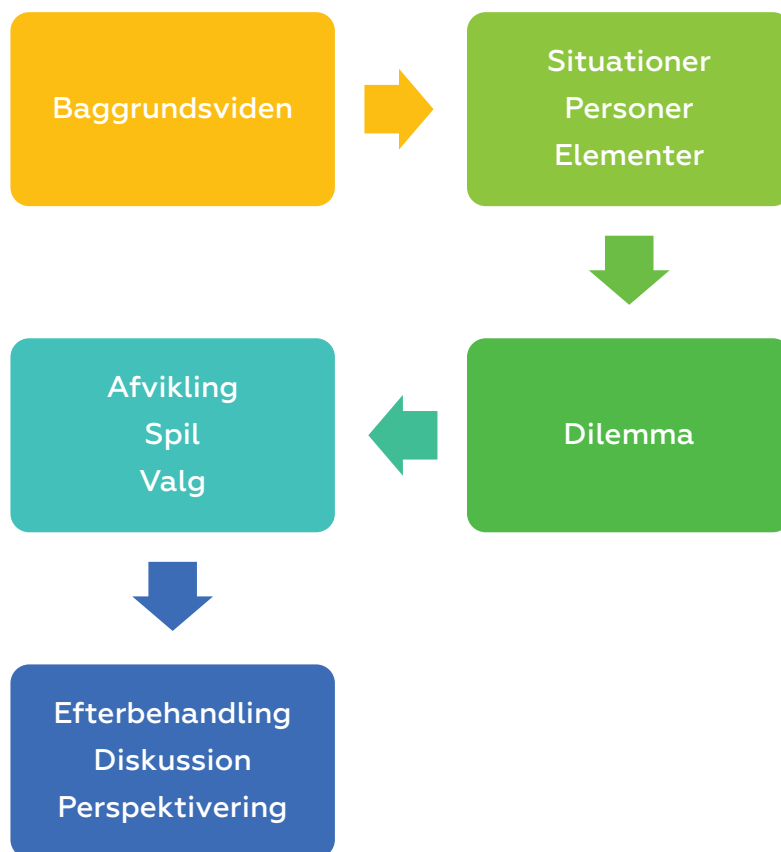 Baggrundsviden
Situationer
Personer
Elementer
Dilemma
Afvikling
Spil
Valg
Efterbehandling
Diskussion
Perspektivering